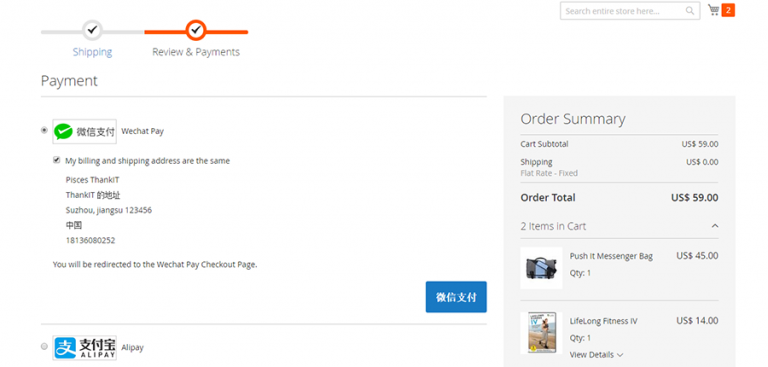 Search entire store here...
2
Shipping
Review & Payments
Payment
微信支付 Wechat Pay
My billing and shipping address are the same
Pisces ThankIT
ThankIT 的地址
Suzhou, jiangsu 123456
中国
18136080252
You will be redirected to the Wechat Pay Checkout Page.
微信支付
支付宝 ALIPAY Alipay
Order Summary
Cart Subtotal US$ 59.00
Shipping US$ 0.00
Flat Rate - Fixed
Order Total US$ 59.00
2 Items in Cart
Push It Messenger Bag US$ 45.00
Qty: 1
LifeLong Fitness IV US$ 14.00
Qty: 1
View Details